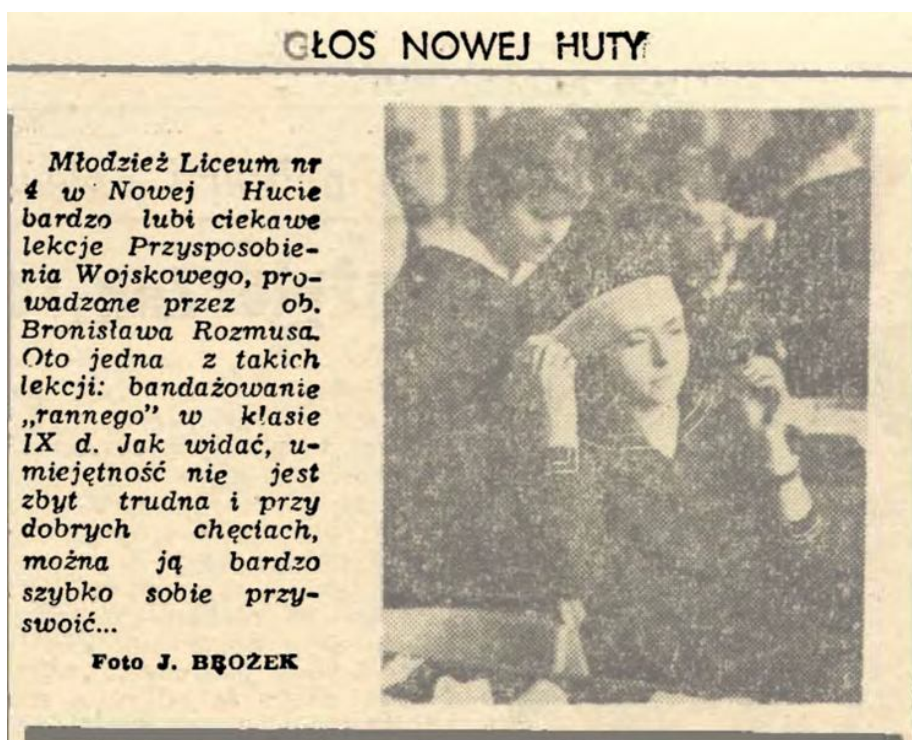 GŁOS NOWEJ HUTY
Młodzież Liceum nr
4 w Nowej Hucie
bardzo lubi ciekawe
lekcje Przysposobie-
nia Wojskowego, pro-
wadzone przez ob.
Bronisława Rozmusa.
Oto jedna z takich
lekcji: bandażowanie
„rannego” w klasie
IX d. Jak widać, u-
miejętność nie jest
zbyt trudna i przy
dobrych chęciach,
można ją bardzo
szybko sobie przy-
swoić...
Foto J. BROŻEK